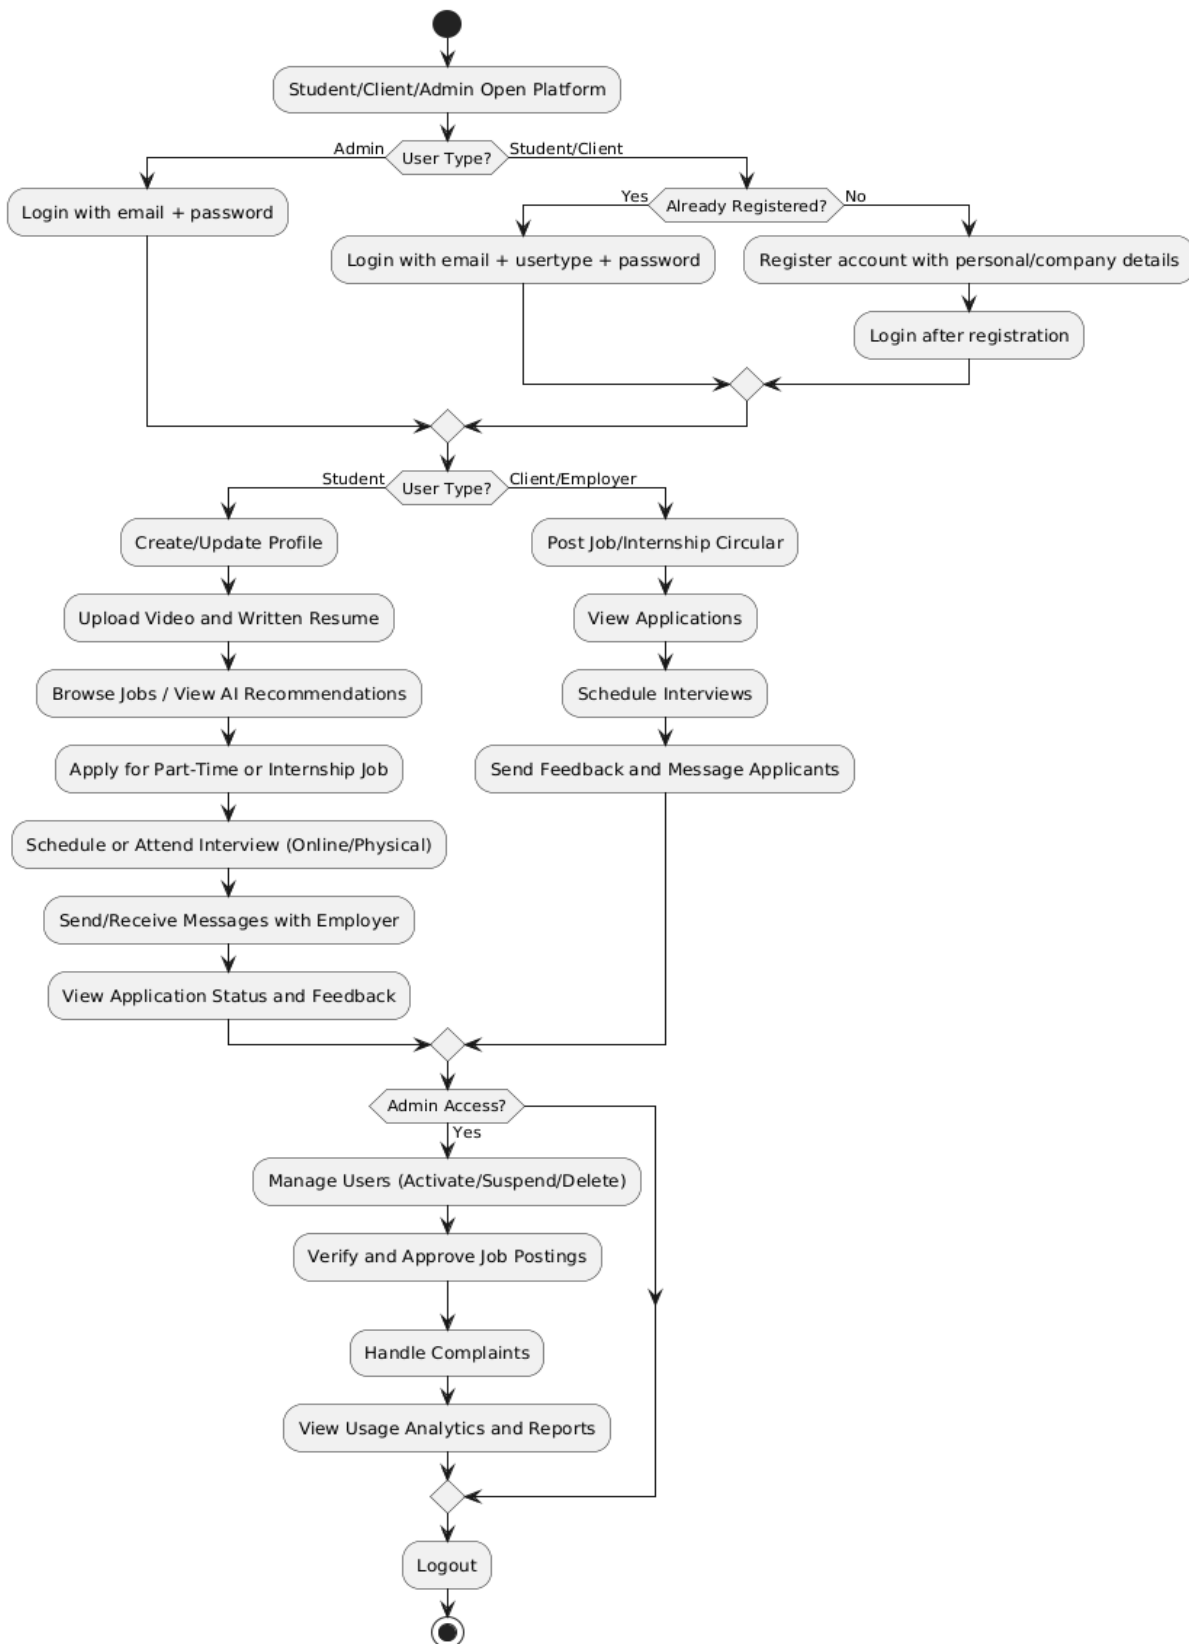 Student/Client/Admin Open Platform
Admin
User Type?
Student/Client
Login with email + password
Yes
Already Registered?
No
Login with email + usertype + password
Register account with personal/company details
Login after registration
Student
User Type?
Client/Employer
Create/Update Profile
Post Job/Internship Circular
Upload Video and Written Resume
View Applications
Browse Jobs / View AI Recommendations
Schedule Interviews
Apply for Part-Time or Internship Job
Send Feedback and Message Applicants
Schedule or Attend Interview (Online/Physical)
Send/Receive Messages with Employer
View Application Status and Feedback
Admin Access?
Yes
Manage Users (Activate/Suspend/Delete)
Verify and Approve Job Postings
Handle Complaints
View Usage Analytics and Reports
Logout